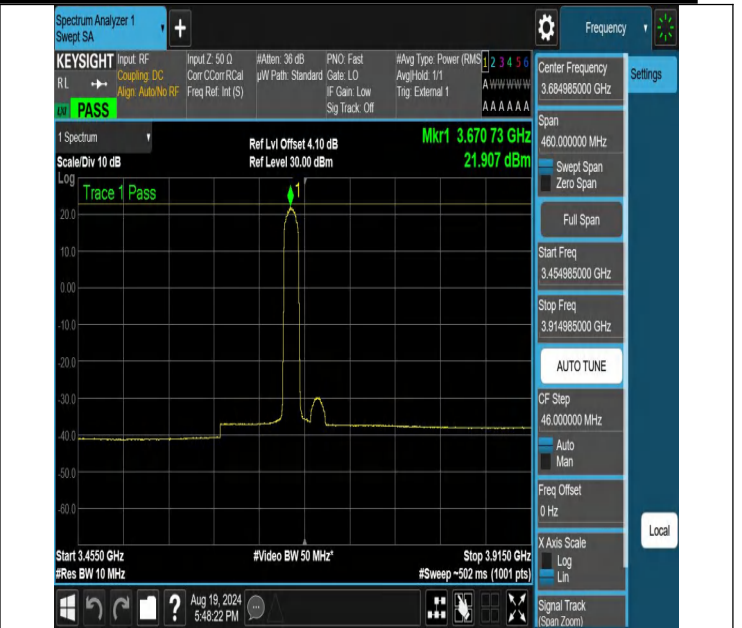 Spectrum Analyzer 1
Swept SA
+
Frequency
KEYSIGHT
RL
PASS
Input: RF
Coupling: DC
Align: Auto/No RF
Input Z: 50 Ω
Corr CCorr RCal
Freq Ref: Int (S)
#Atten: 36 dB
µW Path: Standard
PNO: Fast
Gate: LO
IF Gain: Low
Sig Track: Off
#Avg Type: Power (RMS
Avg|Hold: 1/1
Trig: External 1
1 2 3 4 5 6
A W W W W W
A A A A A A
1 Spectrum
Scale/Div 10 dB
Log
Ref Lvl Offset 4.10 dB
Ref Level 30.00 dBm
Mkr1 3.670 73 GHz
21.907 dBm
Trace 1 Pass
1
20.0
10.0
0.00
-10.0
-20.0
-30.0
-40.0
-50.0
-60.0
Start 3.4550 GHz
#Res BW 10 MHz
#Video BW 50 MHz*
Stop 3.9150 GHz
#Sweep ~502 ms (1001 pts)
Center Frequency
3.684985000 GHz
Settings
Span
460.000000 MHz
Swept Span
Zero Span
Full Span
Start Freq
3.454985000 GHz
Stop Freq
3.914985000 GHz
AUTO TUNE
CF Step
46.000000 MHz
Auto
Man
Freq Offset
0 Hz
Local
X Axis Scale
Log
Lin
Signal Track
(Span Zoom)
?
Aug 19, 2024
5:48:22 PM